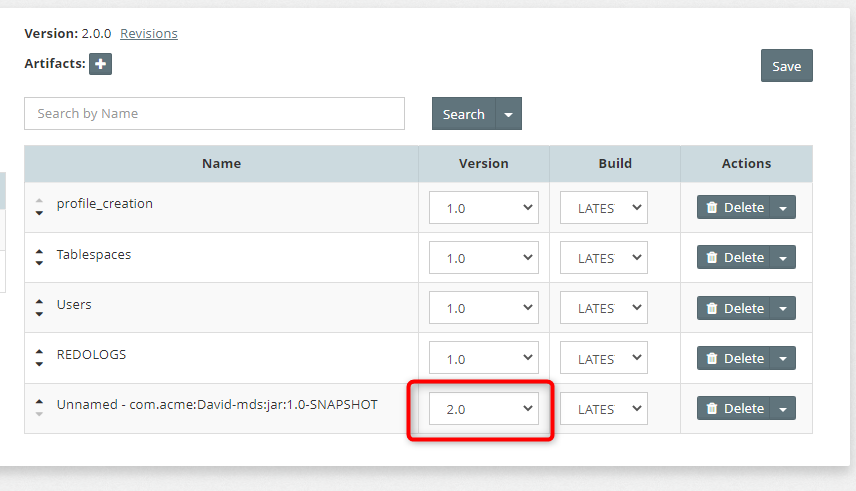 Version: 2.0.0 Revisions
Artifacts:
Save
Search by Name
Search
Name Version Build Actions
profile_creation 1.0 LATES Delete
Tablespaces 1.0 LATES Delete
Users 1.0 LATES Delete
REDOLOGS 1.0 LATES Delete
Unnamed - com.acme:David-mds:jar:1.0-SNAPSHOT 2.0 LATES Delete